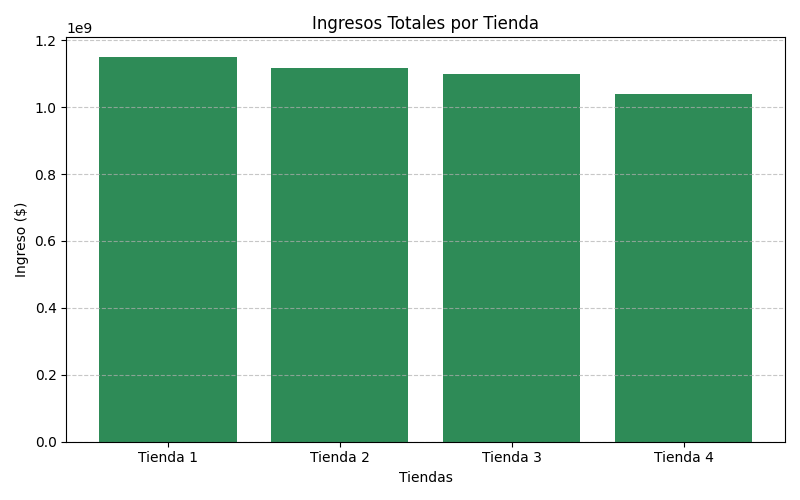 Ingresos Totales por Tienda
1e9
1.2
1.0
0.8
0.6
0.4
0.2
0.0
Ingreso ($)
Tienda 1
Tienda 2
Tienda 3
Tienda 4
Tiendas